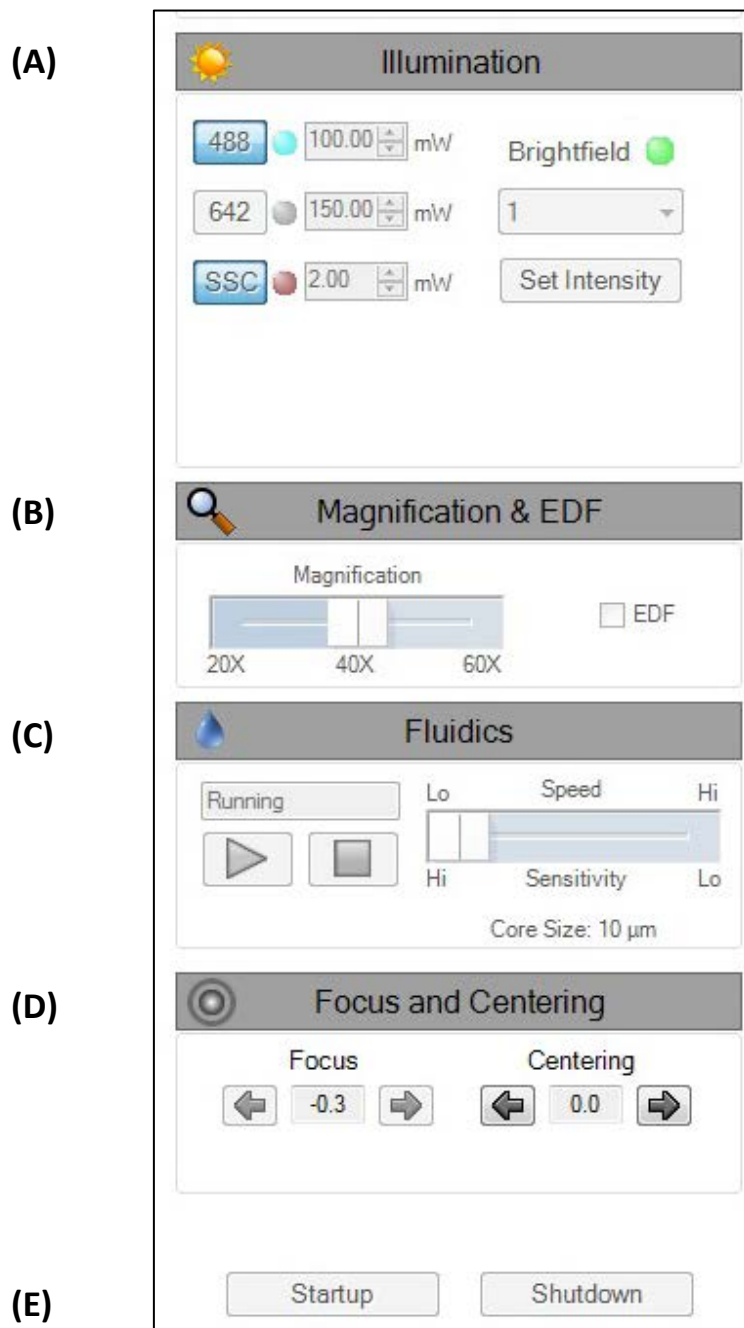 (A)
Illumination
488 100.00 mW Brightfield
642 150.00 mW 1
SSC 2.00 mW Set Intensity
(B)
Magnification & EDF
Magnification
EDF
20X 40X 60X
(C)
Fluidics
Running Lo Speed Hi
Hi Sensitivity Lo
Core Size: 10 µm
(D)
Focus and Centering
Focus Centering
-0.3 0.0
(E)
Startup Shutdown